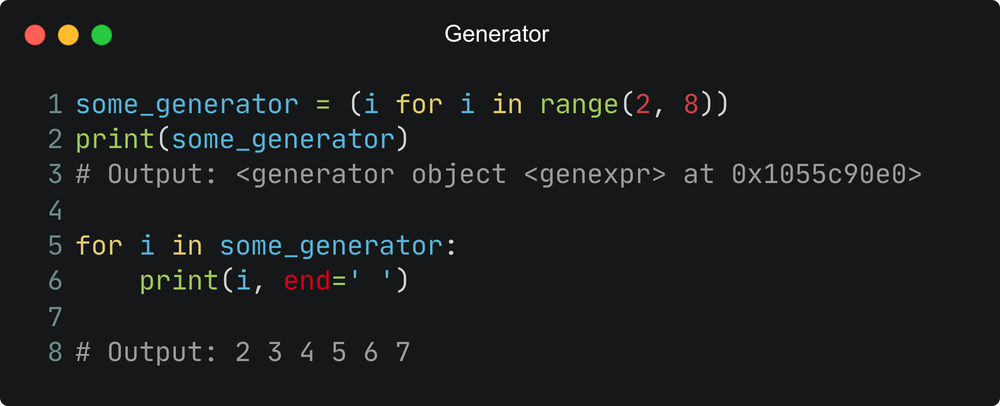 Generator
1 some_generator = (i for i in range(2, 8))
2 print(some_generator)
3 # Output: <generator object <genexpr> at 0x1055c90e0>
4
5 for i in some_generator:
6     print(i, end=' ')
7
8 # Output: 2 3 4 5 6 7